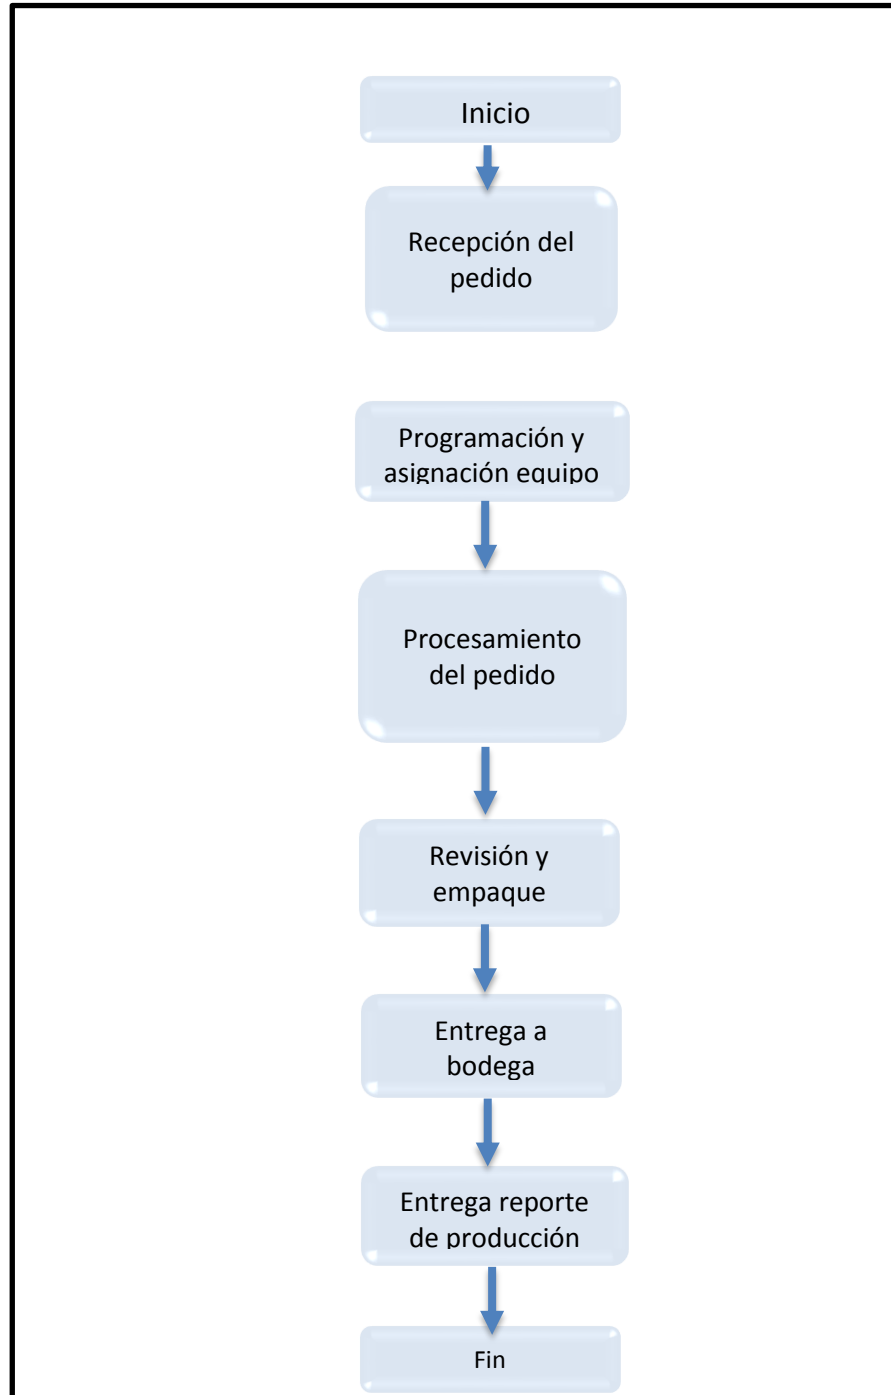 Inicio
Recepción del
pedido
Programación y
asignación equipo
Procesamiento
del pedido
Revisión y
empaque
Entrega a
bodega
Entrega reporte
de producción
Fin